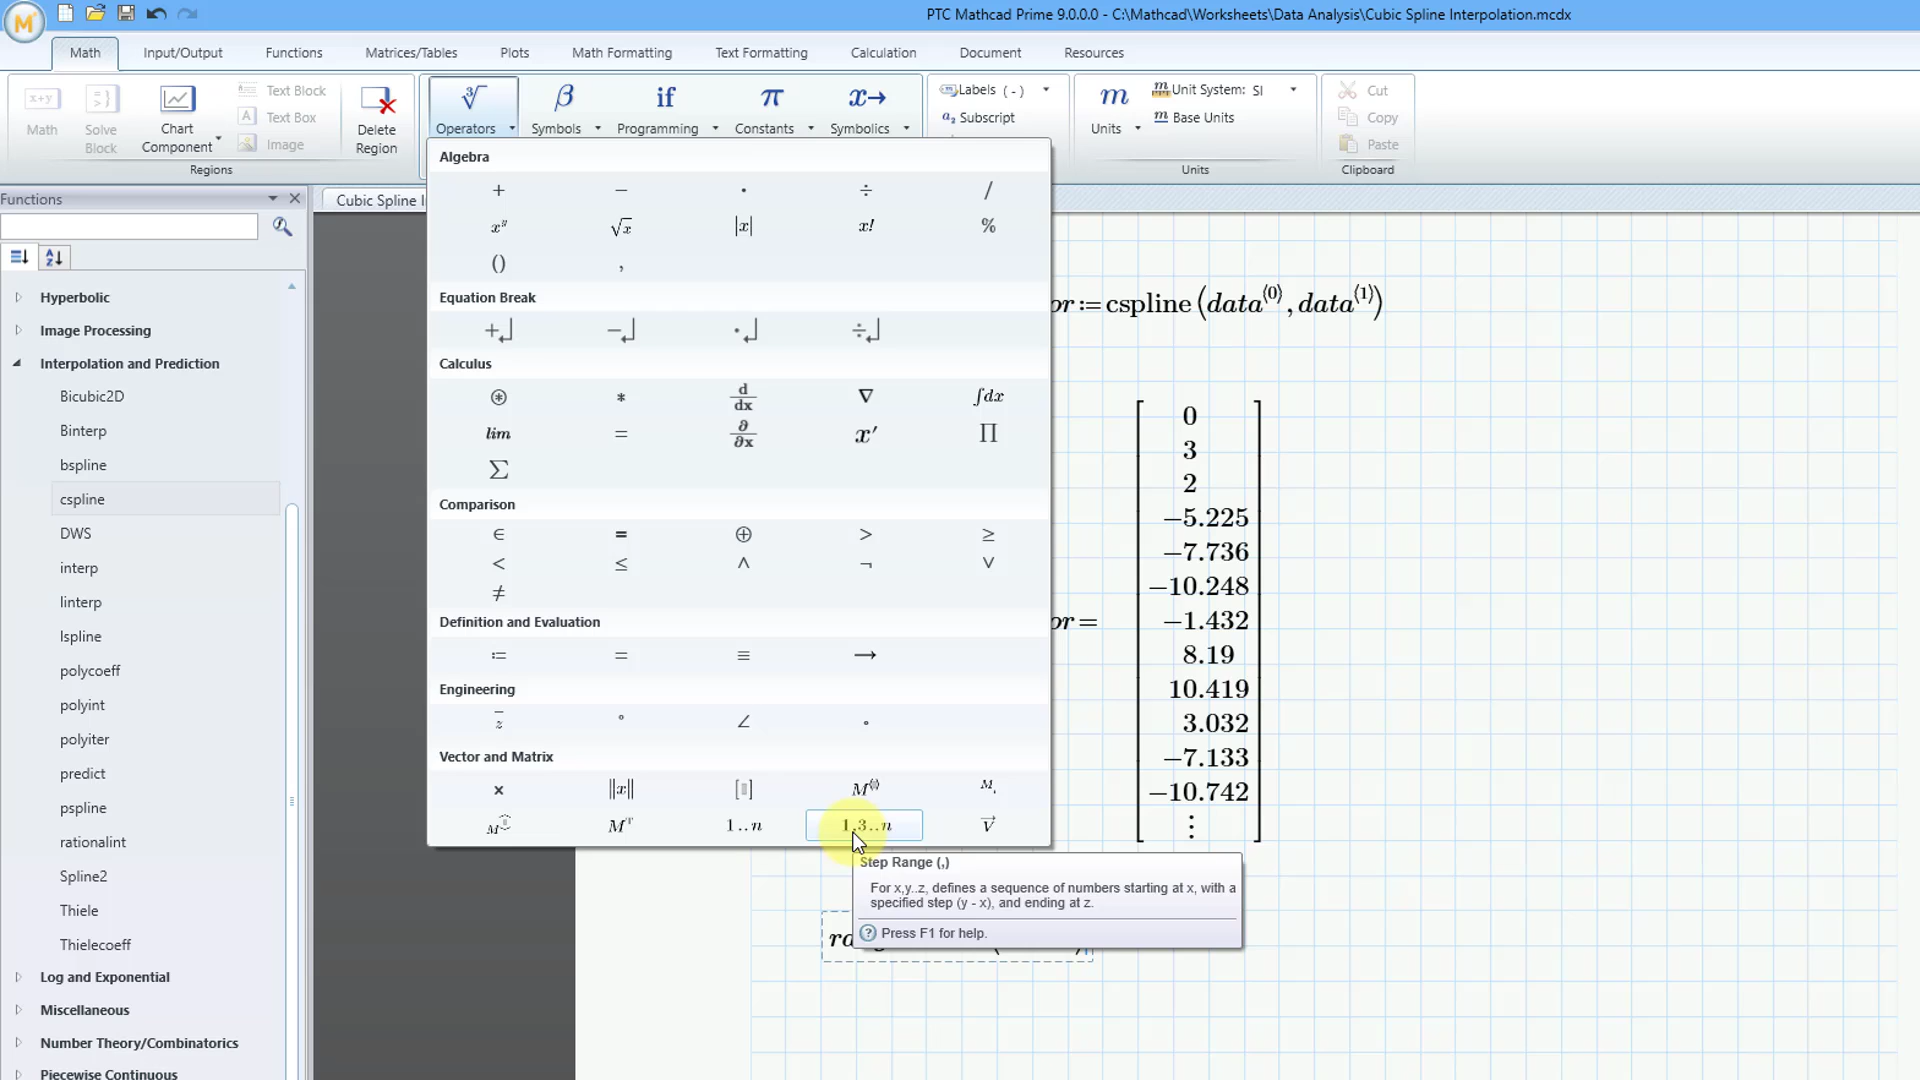 PTC Mathcad Prime 9.0.0.0 - C:\Mathcad\Worksheets\Data Analysis\Cubic Spline Interpolation.mcdx
Math Input/Output Functions Matrices/Tables Plots Math Formatting Text Formatting Calculation Document Resources
Math
Solve Block
Chart Component
Text Block
Text Box
Image
Delete Region
Regions
Operators
β Symbols
if Programming
π Constants
x→ Symbolics
Labels ( - )
Subscript
m Units
Unit System: SI
Base Units
Units
Cut
Copy
Paste
Clipboard
Functions
Cubic Spline I
Hyperbolic
Image Processing
Interpolation and Prediction
Bicubic2D
Binterp
bspline
cspline
DWS
interp
linterp
lspline
polycoeff
polyint
polyiter
predict
pspline
rationalint
Spline2
Thiele
Thielecoeff
Log and Exponential
Miscellaneous
Number Theory/Combinatorics
Piecewise Continuous
Algebra
+ − · ÷ /
xʸ √x |x| x! %
() ,
Equation Break
+↲ −↲ ·↲ ÷↲
Calculus
⊛ * d/dx ∇ ∫dx
lim = ∂/∂x x′ ∏
∑
Comparison
∈ = ⊕ > ≥
< ≤ ∧ ¬ ∨
≠
Definition and Evaluation
:= = ≡ →
Engineering
z̄ ° ∠ ∘
Vector and Matrix
× ‖x‖ [▯] M⟨▯⟩ M,
M Mᵀ 1..n 1,3..n V⃗
Step Range (,)
For x,y..z, defines a sequence of numbers starting at x, with a
specified step (y - x), and ending at z.
Press F1 for help.
or:=cspline(data⟨0⟩, data⟨1⟩)
or=
0
3
2
−5.225
−7.736
−10.248
−1.432
8.19
10.419
3.032
−7.133
−10.742
⋮